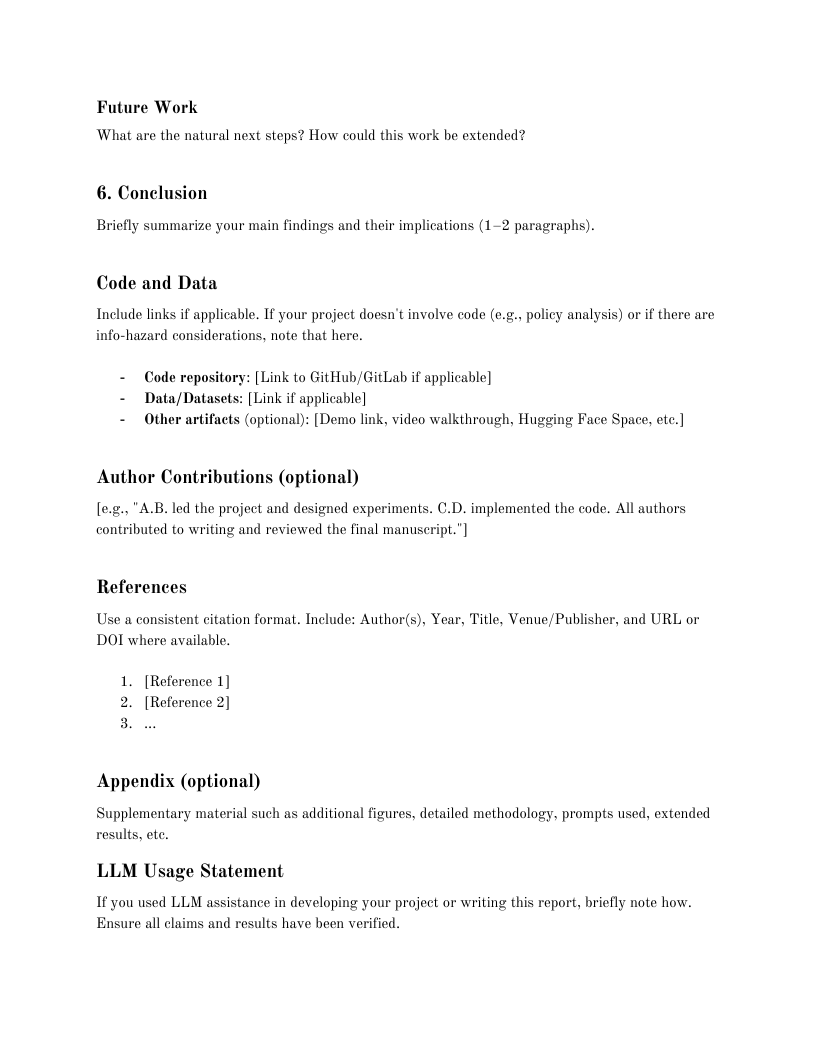 Future Work
What are the natural next steps? How could this work be extended?
6. Conclusion
Briefly summarize your main findings and their implications (1–2 paragraphs).
Code and Data
Include links if applicable. If your project doesn't involve code (e.g., policy analysis) or if there are
info-hazard considerations, note that here.
- Code repository: [Link to GitHub/GitLab if applicable]
- Data/Datasets: [Link if applicable]
- Other artifacts (optional): [Demo link, video walkthrough, Hugging Face Space, etc.]
Author Contributions (optional)
[e.g., "A.B. led the project and designed experiments. C.D. implemented the code. All authors
contributed to writing and reviewed the final manuscript."]
References
Use a consistent citation format. Include: Author(s), Year, Title, Venue/Publisher, and URL or
DOI where available.
1. [Reference 1]
2. [Reference 2]
3. ...
Appendix (optional)
Supplementary material such as additional figures, detailed methodology, prompts used, extended
results, etc.
LLM Usage Statement
If you used LLM assistance in developing your project or writing this report, briefly note how.
Ensure all claims and results have been verified.